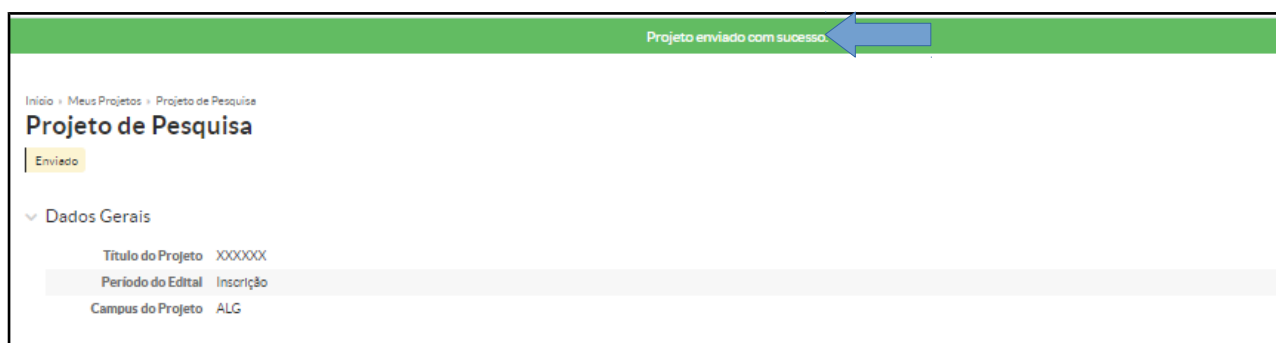 Projeto enviado com sucesso.
Início › Meus Projetos › Projeto de Pesquisa
Projeto de Pesquisa
Enviado
Dados Gerais
Título do Projeto XXXXXX
Período do Edital Inscrição
Campus do Projeto ALG